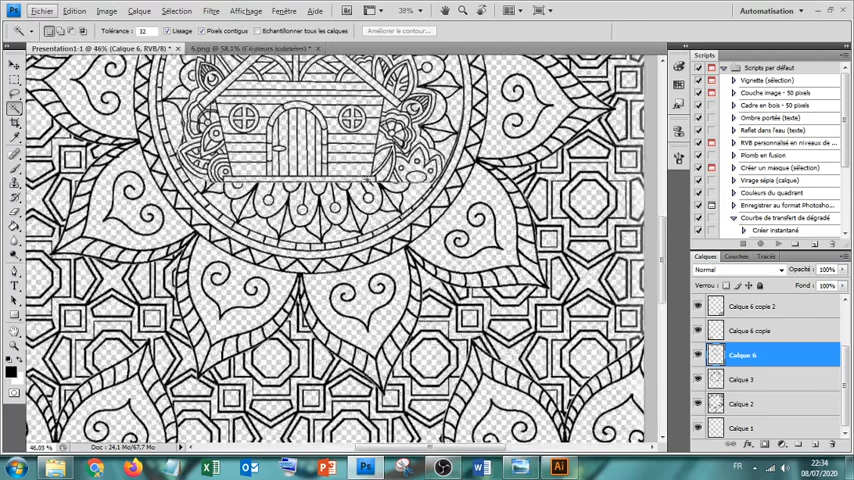 Fichier Edition Image Calque Sélection Filtre Analyse 3D Affichage Fenêtre Aide 38% Automatisation
Tolérance : 32 Lissage Pixels contigus Echantillonner tous les calques Améliorer le contour...
Presentation1-1 @ 46% (Calque 6, RVB/8) * ×
6.png @ 58,1% (Couleurs indexées) * ×
Scripts
Scripts par défaut
Vignette (sélection)
Couche image - 50 pixels
Cadre en bois - 50 pixels
Ombre portée (texte)
Reflet dans l'eau (texte)
RVB personnalisé en niveaux de ...
Plomb en fusion
Créer un masque (sélection)
Virage sépia (calque)
Couleurs du quadrant
Enregistrer au format Photosho...
Courbe de transfert de dégradé
Créer instantané
Calques Couches Tracés
Normal Opacité : 100%
Verrou : Fond : 100%
Calque 6 copie 2
Calque 6 copie
Calque 6
Calque 3
Calque 2
Calque 1
46,03 % Doc : 24,1 Mo/67,7 Mo
FR 22:34
08/07/2020